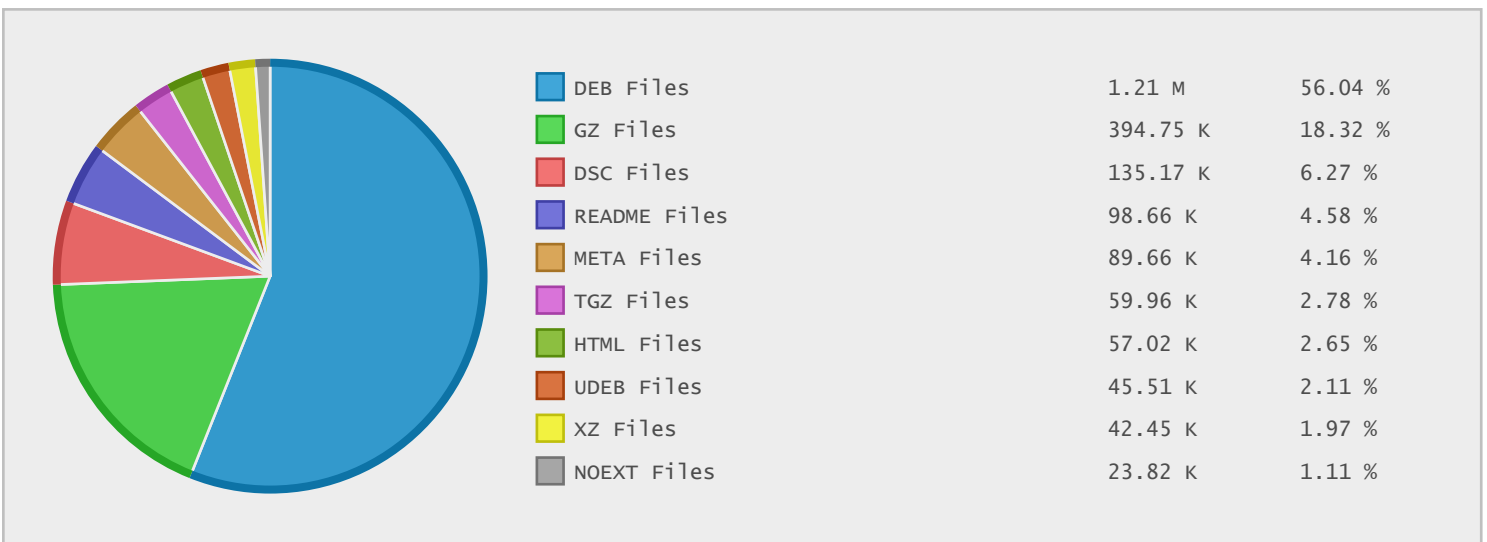 DEB Files 1.21 M 56.04 %
GZ Files 394.75 K 18.32 %
DSC Files 135.17 K 6.27 %
README Files 98.66 K 4.58 %
META Files 89.66 K 4.16 %
TGZ Files 59.96 K 2.78 %
HTML Files 57.02 K 2.65 %
UDEB Files 45.51 K 2.11 %
XZ Files 42.45 K 1.97 %
NOEXT Files 23.82 K 1.11 %